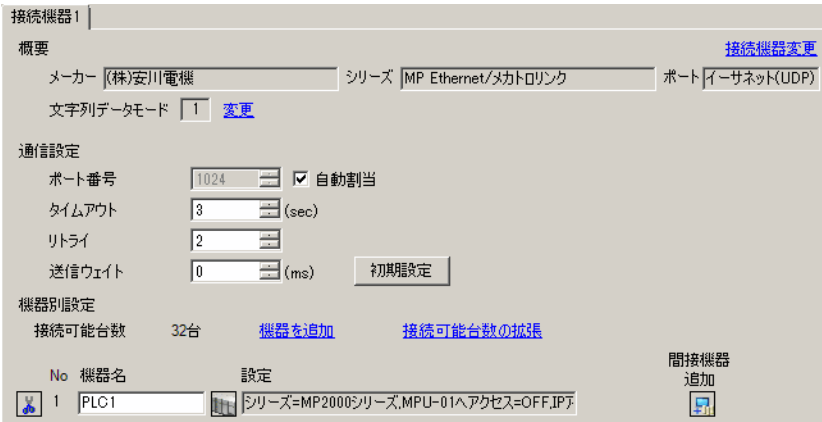 接続機器1
概要
接続機器変更
メーカー (株)安川電機 シリーズ MP Ethernet/メカトロリンク ポート イーサネット(UDP)
文字列データモード 1 変更
通信設定
ポート番号 1024 自動割当
タイムアウト 3 (sec)
リトライ 2
送信ウェイト 0 (ms) 初期設定
機器別設定
接続可能台数 32台 機器を追加 接続可能台数の拡張
間接機器
No 機器名 設定 追加
1 PLC1 シリーズ=MP2000シリーズ,MPU-01へアクセス=OFF,IPア